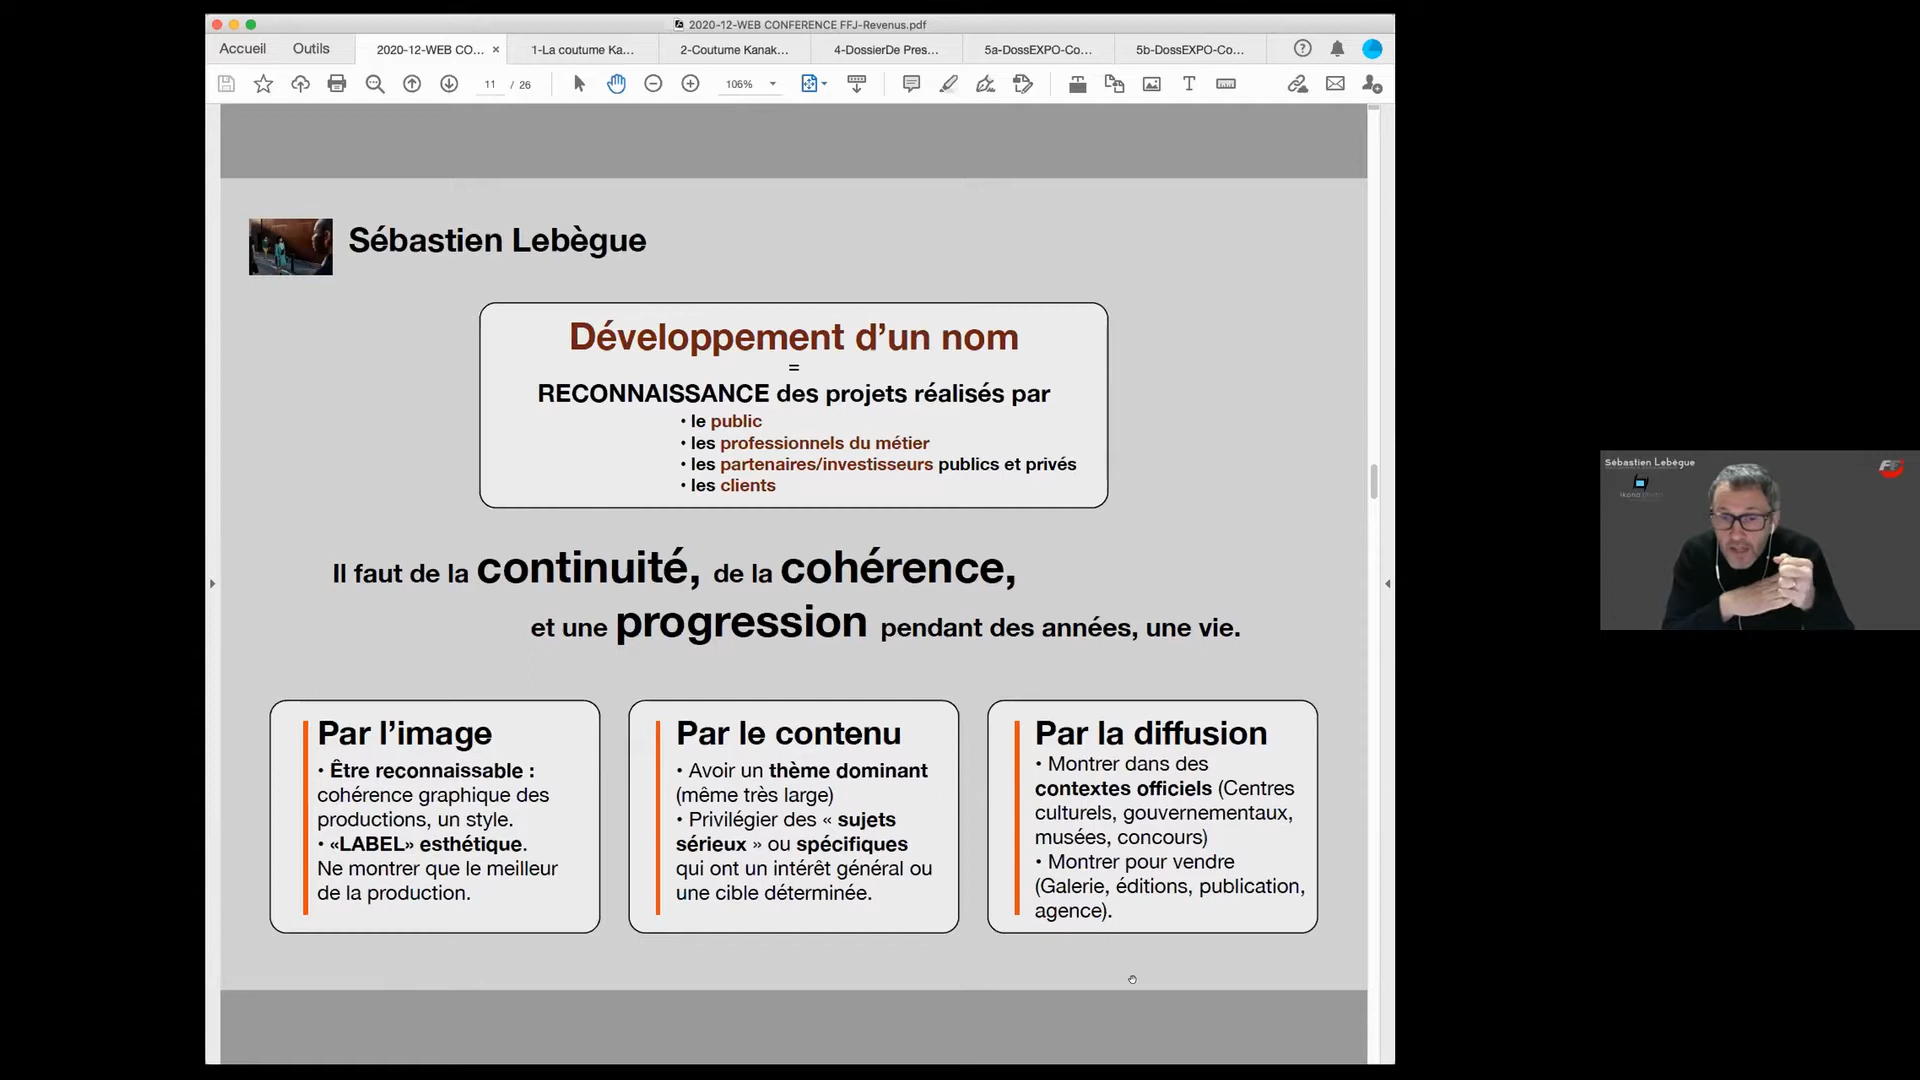 2020-12-WEB CONFERENCE FFJ-Revenus.pdf
Accueil Outils 2020-12-WEB CO... × 1-La coutume Ka... 2-Coutume Kanak... 4-DossierDe Pres... 5a-DossEXPO-Co... 5b-DossEXPO-Co...
11 / 26 106%
Sébastien Lebègue
Développement d’un nom
=
RECONNAISSANCE des projets réalisés par
• le public
• les professionnels du métier
• les partenaires/investisseurs publics et privés
• les clients
Il faut de la continuité, de la cohérence,
et une progression pendant des années, une vie.
Par l’image
• Être reconnaissable :
cohérence graphique des
productions, un style.
• «LABEL» esthétique.
Ne montrer que le meilleur
de la production.
Par le contenu
• Avoir un thème dominant
(même très large)
• Privilégier des « sujets
sérieux » ou spécifiques
qui ont un intérêt général ou
une cible déterminée.
Par la diffusion
• Montrer dans des
contextes officiels (Centres
culturels, gouvernementaux,
musées, concours)
• Montrer pour vendre
(Galerie, éditions, publication,
agence).
Sébastien Lebègue
FFJ